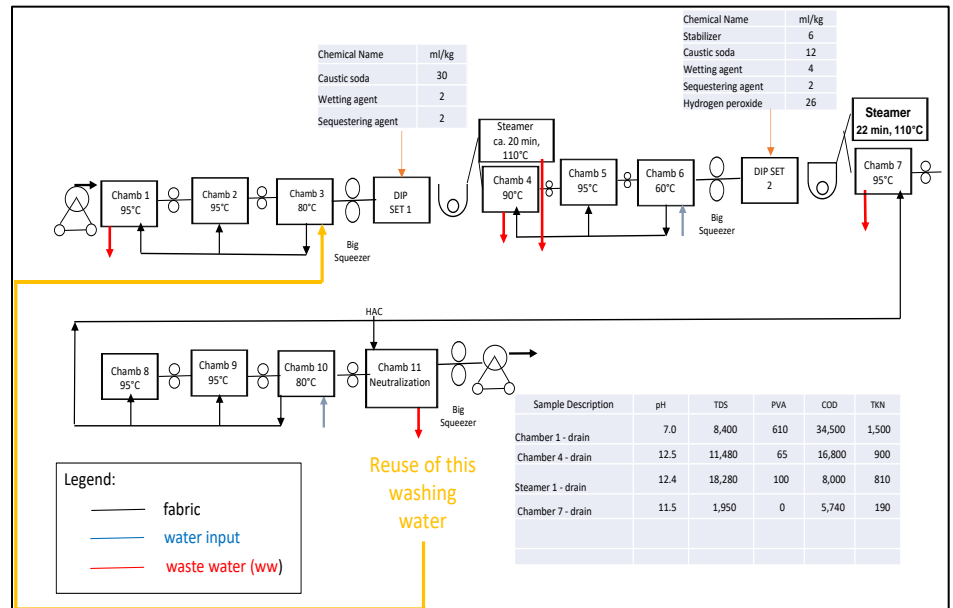 Chemical Name ml/kg
Caustic soda 30
Wetting agent 2
Sequestering agent 2
Chemical Name ml/kg
Stabilizer 6
Caustic soda 12
Wetting agent 4
Sequestering agent 2
Hydrogen peroxide 26
Steamer
ca. 20 min,
110°C
Steamer
22 min, 110°C
Chamb 1
95°C
Chamb 2
95°C
Chamb 3
80°C
Big
Squeezer
DIP
SET 1
Chamb 4
90°C
Chamb 5
95°C
Chamb 6
60°C
Big
Squeezer
DIP SET
2
Chamb 7
95°C
HAC
Chamb 8
95°C
Chamb 9
95°C
Chamb 10
80°C
Chamb 11
Neutralization
Big
Squeezer
Reuse of this
washing
water
Sample Description pH TDS PVA COD TKN
Chamber 1 - drain 7.0 8,400 610 34,500 1,500
Chamber 4 - drain 12.5 11,480 65 16,800 900
Steamer 1 - drain 12.4 18,280 100 8,000 810
Chamber 7 - drain 11.5 1,950 0 5,740 190
Legend:
fabric
water input
waste water (ww)